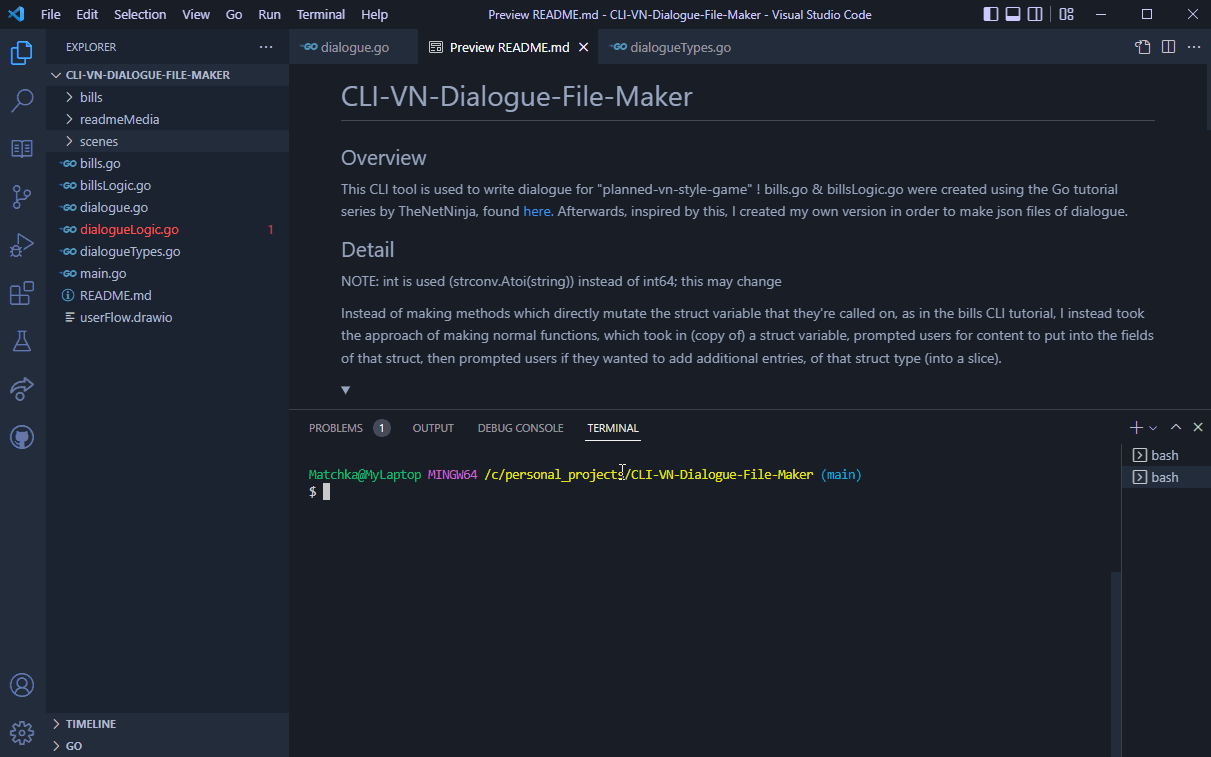 File Edit Selection View Go Run Terminal Help
Preview README.md - CLI-VN-Dialogue-File-Maker - Visual Studio Code
EXPLORER
CLI-VN-DIALOGUE-FILE-MAKER
bills
readmeMedia
scenes
GO bills.go
GO billsLogic.go
GO dialogue.go
GO dialogueLogic.go 1
GO dialogueTypes.go
GO main.go
README.md
userFlow.drawio
TIMELINE
GO
GO dialogue.go
Preview README.md
GO dialogueTypes.go
CLI-VN-Dialogue-File-Maker
Overview
This CLI tool is used to write dialogue for "planned-vn-style-game" ! bills.go & billsLogic.go were created using the Go tutorial
series by TheNetNinja, found here. Afterwards, inspired by this, I created my own version in order to make json files of dialogue.
Detail
NOTE: int is used (strconv.Atoi(string)) instead of int64; this may change
Instead of making methods which directly mutate the struct variable that they're called on, as in the bills CLI tutorial, I instead took
the approach of making normal functions, which took in (copy of) a struct variable, prompted users for content to put into the fields
of that struct, then prompted users if they wanted to add additional entries, of that struct type (into a slice).
PROBLEMS 1 OUTPUT DEBUG CONSOLE TERMINAL
Matchka@MyLaptop MINGW64 /c/personal_projects/CLI-VN-Dialogue-File-Maker (main)
$
bash
bash